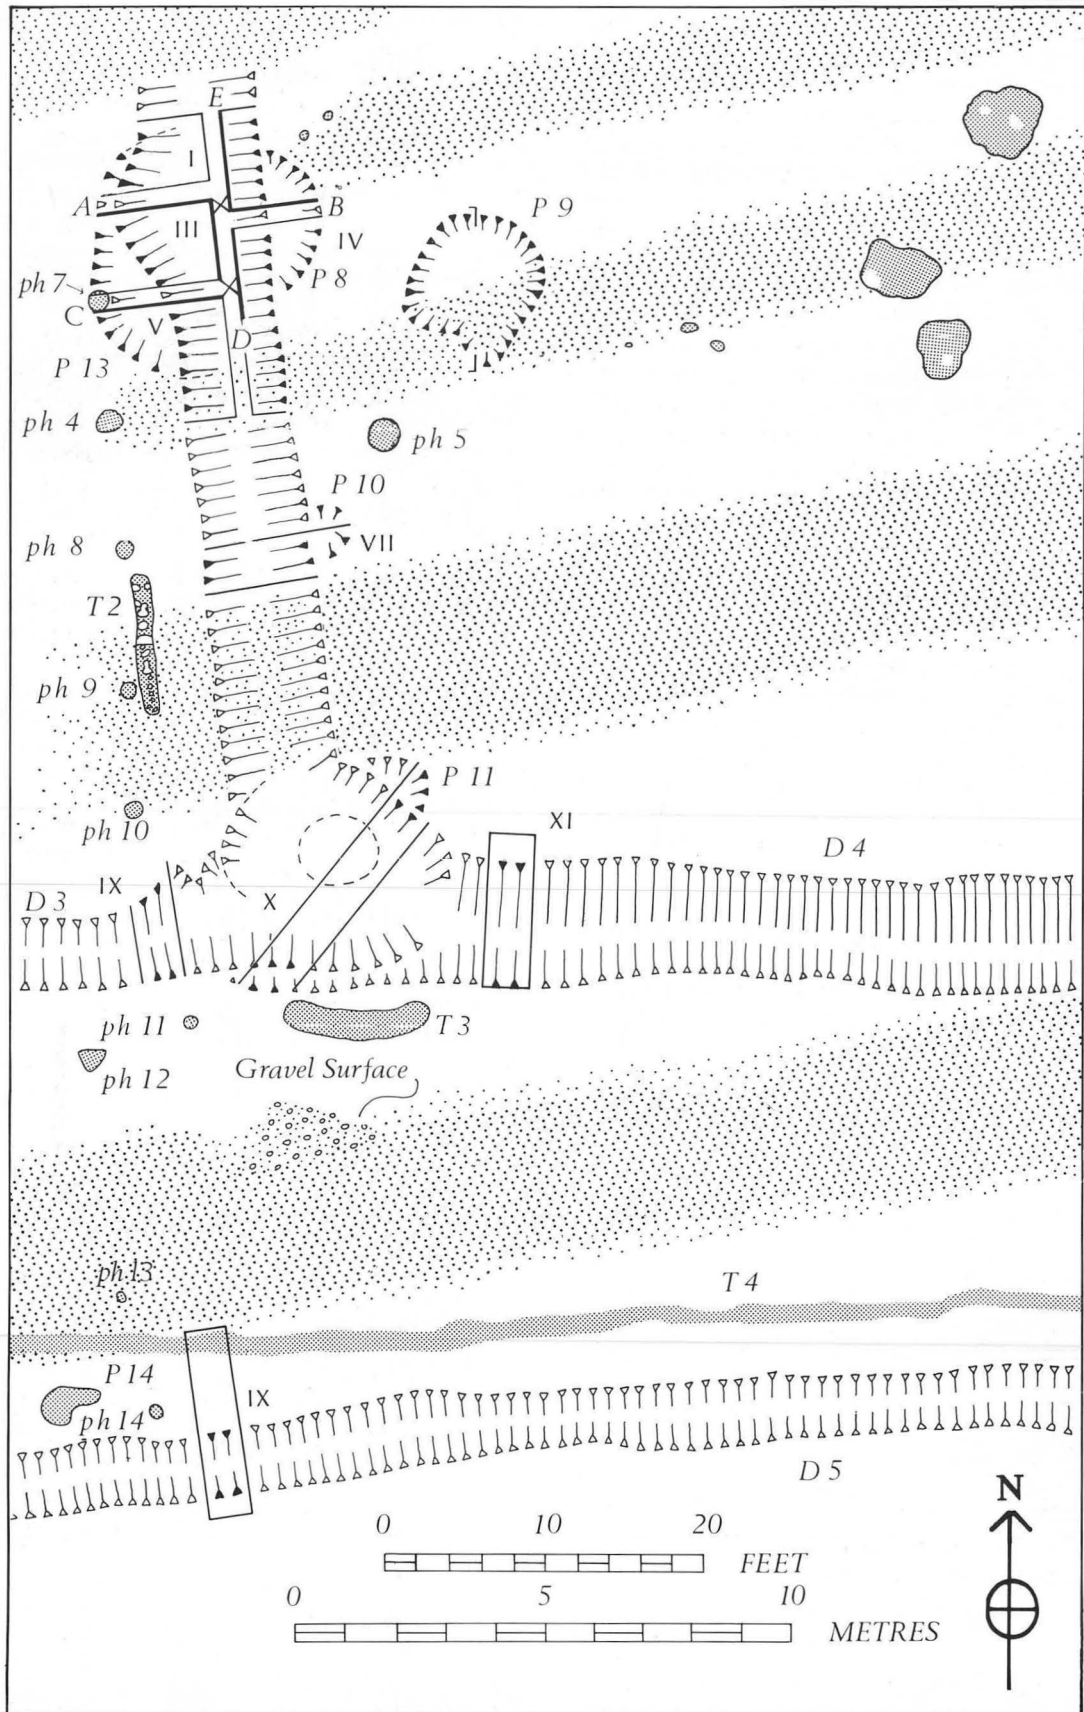 E
I
A
B
P 9
III
IV
ph 7
P 8
C
V
D
P 13
ph 4
ph 5
P 10
ph 8
VII
T 2
ph 9
P 11
ph 10
XI
D 4
IX
D 3
X
ph 11
T 3
ph 12
Gravel Surface
ph 13
T 4
P 14
IX
ph 14
D 5
N
0 10 20
FEET
0 5 10
METRES